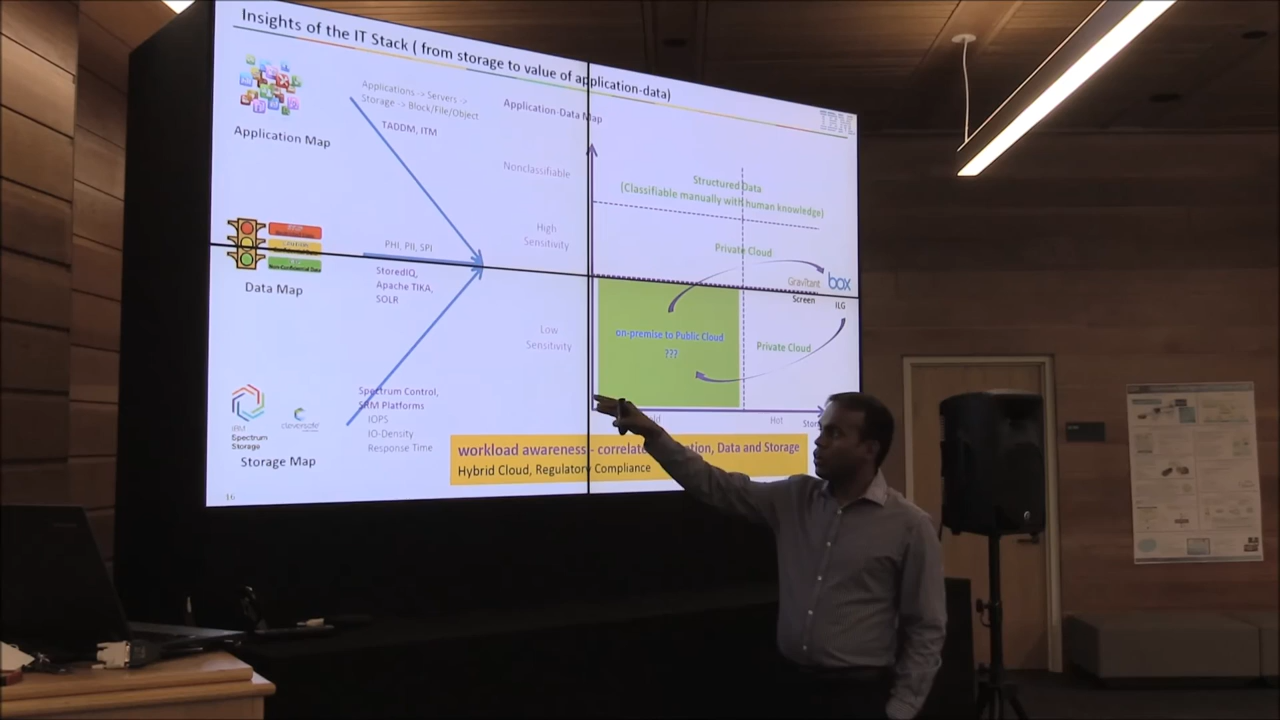 Insights of the IT Stack ( from storage to value of application-data)
IBM
Application Map
Applications -> Servers ->
Storage -> Block/File/Object
TADDM, ITM
Application-Data Map
Nonclassifiable
High
Sensitivity
Low
Sensitivity
Structured Data
(Classifiable manually with human knowledge)
Private Cloud
Gravitant
box
Screen
ILG
on-premise to Public Cloud
???
Private Cloud
Hot
Data Map
PHI, PII, SPI
StoredIQ,
Apache TIKA,
SOLR
IBM
Spectrum
Storage
cleversafe
Storage Map
Spectrum Control,
SRM Platforms
IOPS
IO-Density
Response Time
workload awareness - correlate Data and Storage
Hybrid Cloud, Regulatory Compliance
16